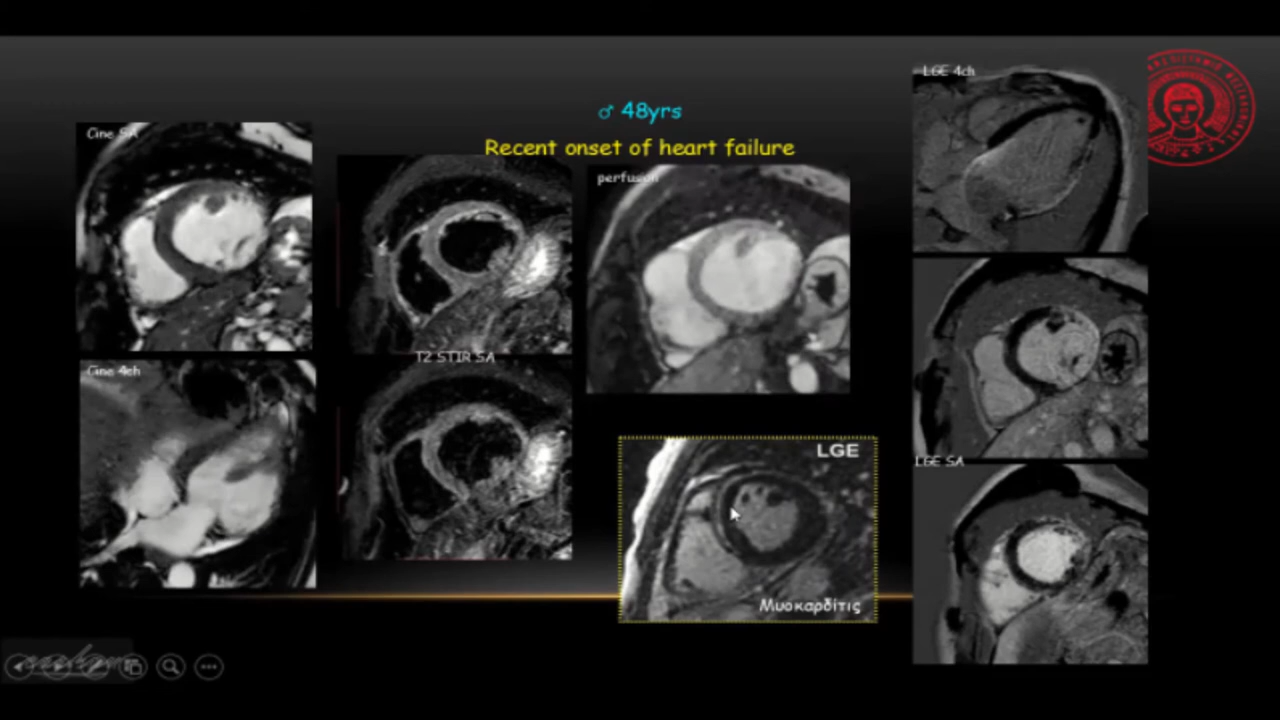 ♂ 48yrs
Recent onset of heart failure
Cine SA
Cine 4ch
T2 STIR SA
perfusion
LGE
Μυοκαρδίτις
LGE 4ch
LGE SA